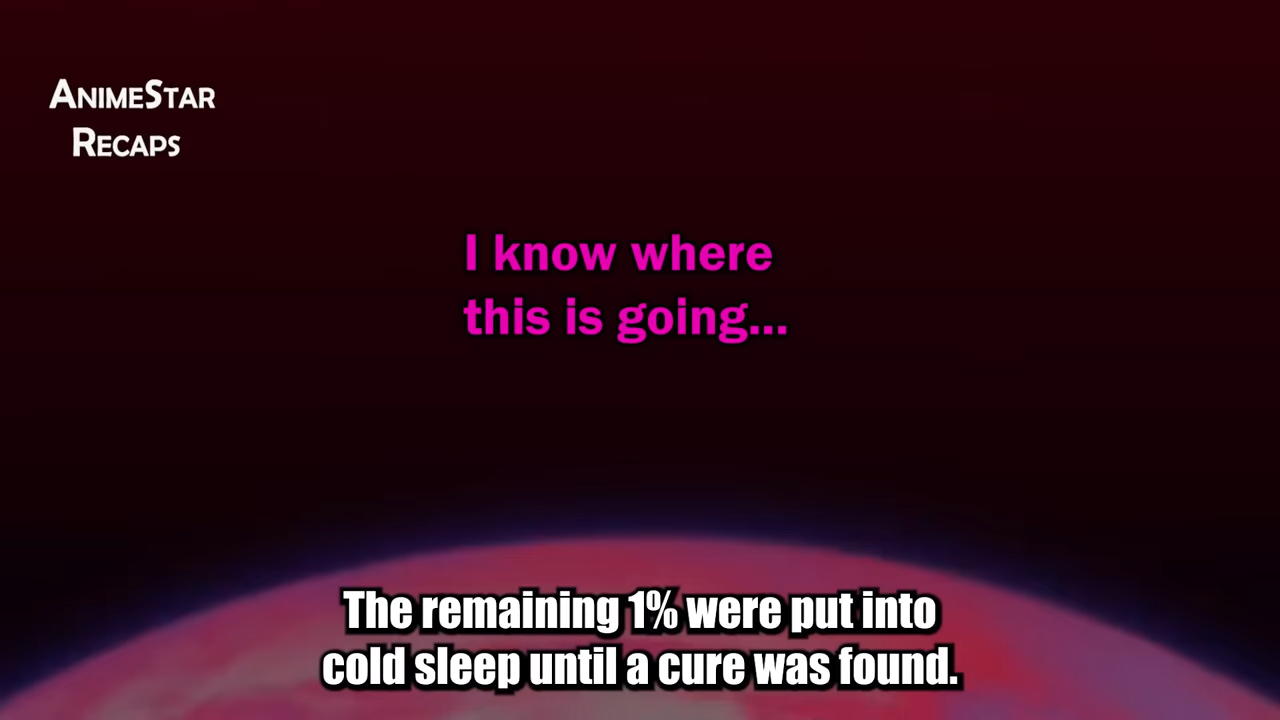 AnimeStar
Recaps
I know where
this is going...
The remaining 1% were put into
cold sleep until a cure was found.